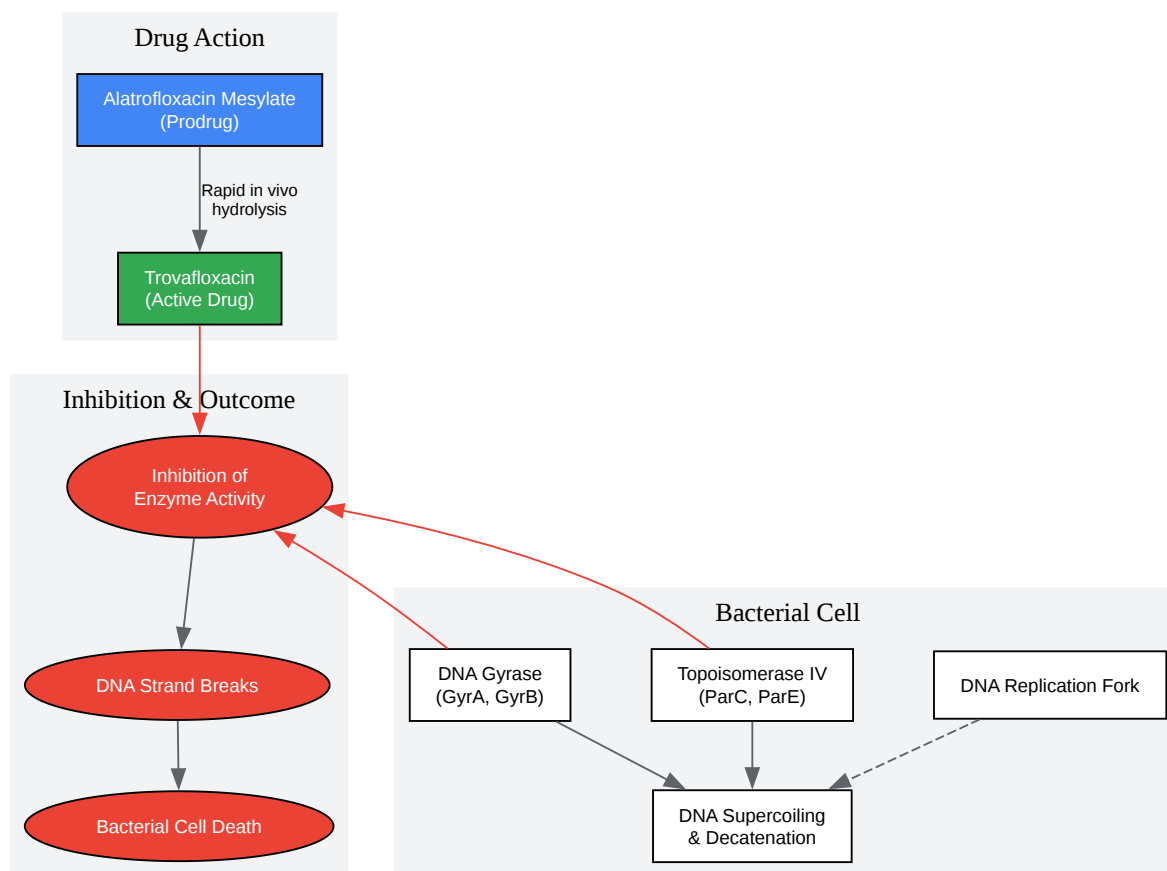 Drug Action
Alatrofloxacin Mesylate
(Prodrug)
Rapid in vivo
hydrolysis
Trovafloxacin
(Active Drug)
Inhibition & Outcome
Inhibition of
Enzyme Activity
DNA Strand Breaks
Bacterial Cell Death
Bacterial Cell
DNA Gyrase
(GyrA, GyrB)
Topoisomerase IV
(ParC, ParE)
DNA Replication Fork
DNA Supercoiling
& Decatenation